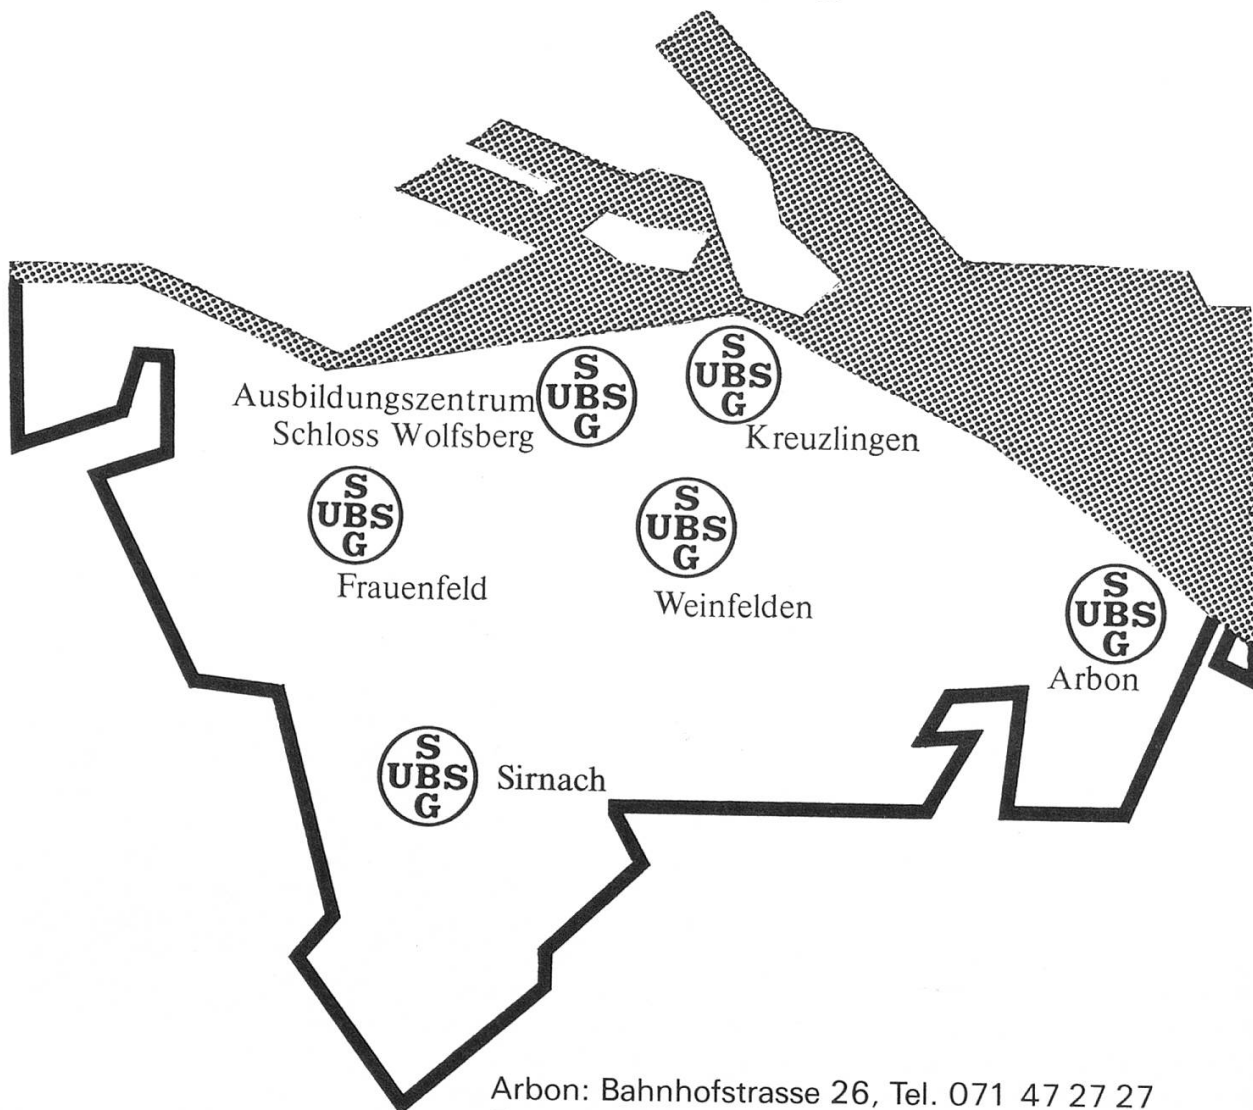 S
UBS
G
S
UBS
G
Ausbildungszentrum
Schloss Wolfsberg
Kreuzlingen
S
UBS
G
S
UBS
G
Frauenfeld
Weinfelden
S
UBS
G
Arbon
S
UBS
G
Sirnach
Arbon: Bahnhofstrasse 26, Tel. 071 47 27 27